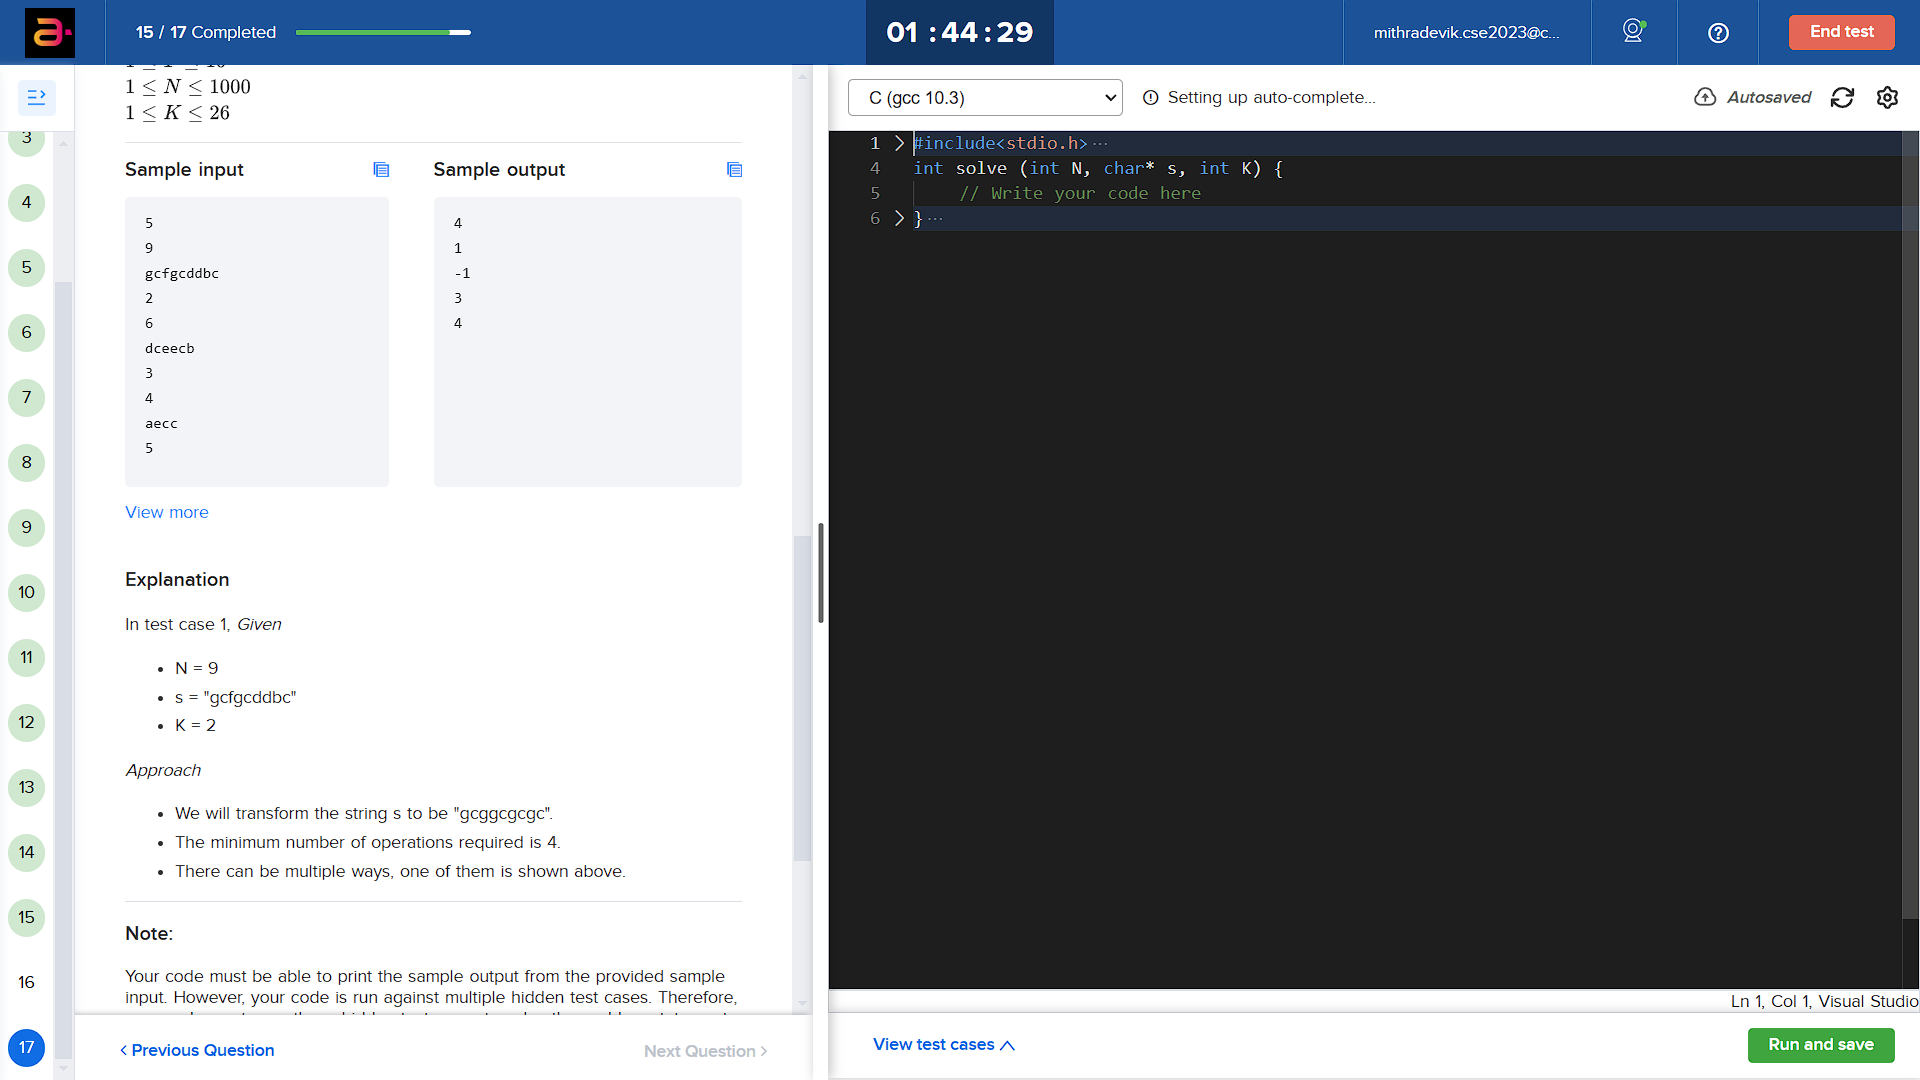 15 / 17 Completed
01 : 44 : 29
mithradevik.cse2023@c...
End test
1 ≤ N ≤ 1000
1 ≤ K ≤ 26
Sample input
Sample output
5
9
gcfgcddbc
2
6
dceecb
3
4
aecc
5
4
1
-1
3
4
View more
Explanation
In test case 1, Given
• N = 9
• s = "gcfgcddbc"
• K = 2
Approach
• We will transform the string s to be "gcggcgcgc".
• The minimum number of operations required is 4.
• There can be multiple ways, one of them is shown above.
Note:
Your code must be able to print the sample output from the provided sample
input. However, your code is run against multiple hidden test cases. Therefore,
< Previous Question
Next Question >
3
4
5
6
7
8
9
10
11
12
13
14
15
16
17
C (gcc 10.3)
Setting up auto-complete...
Autosaved
1 #include<stdio.h>···
4 int solve (int N, char* s, int K) {
5 // Write your code here
6 }···
Ln 1, Col 1, Visual Studio
View test cases
Run and save